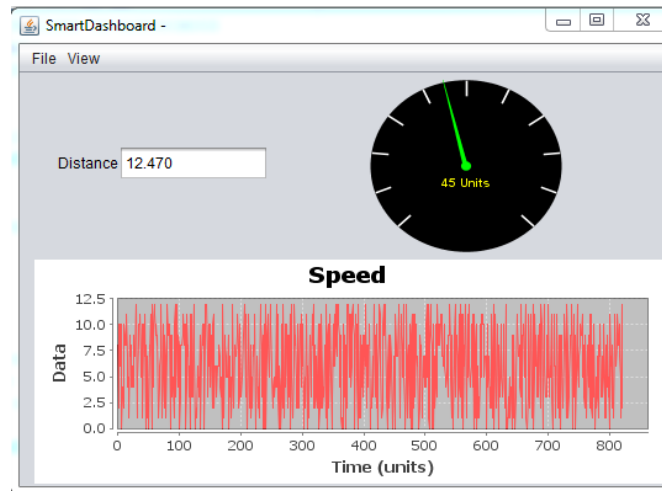 SmartDashboard -
File View
Distance 12.470
45 Units
Speed
Data
12.5
10.0
7.5
5.0
2.5
0.0
0 100 200 300 400 500 600 700 800
Time (units)